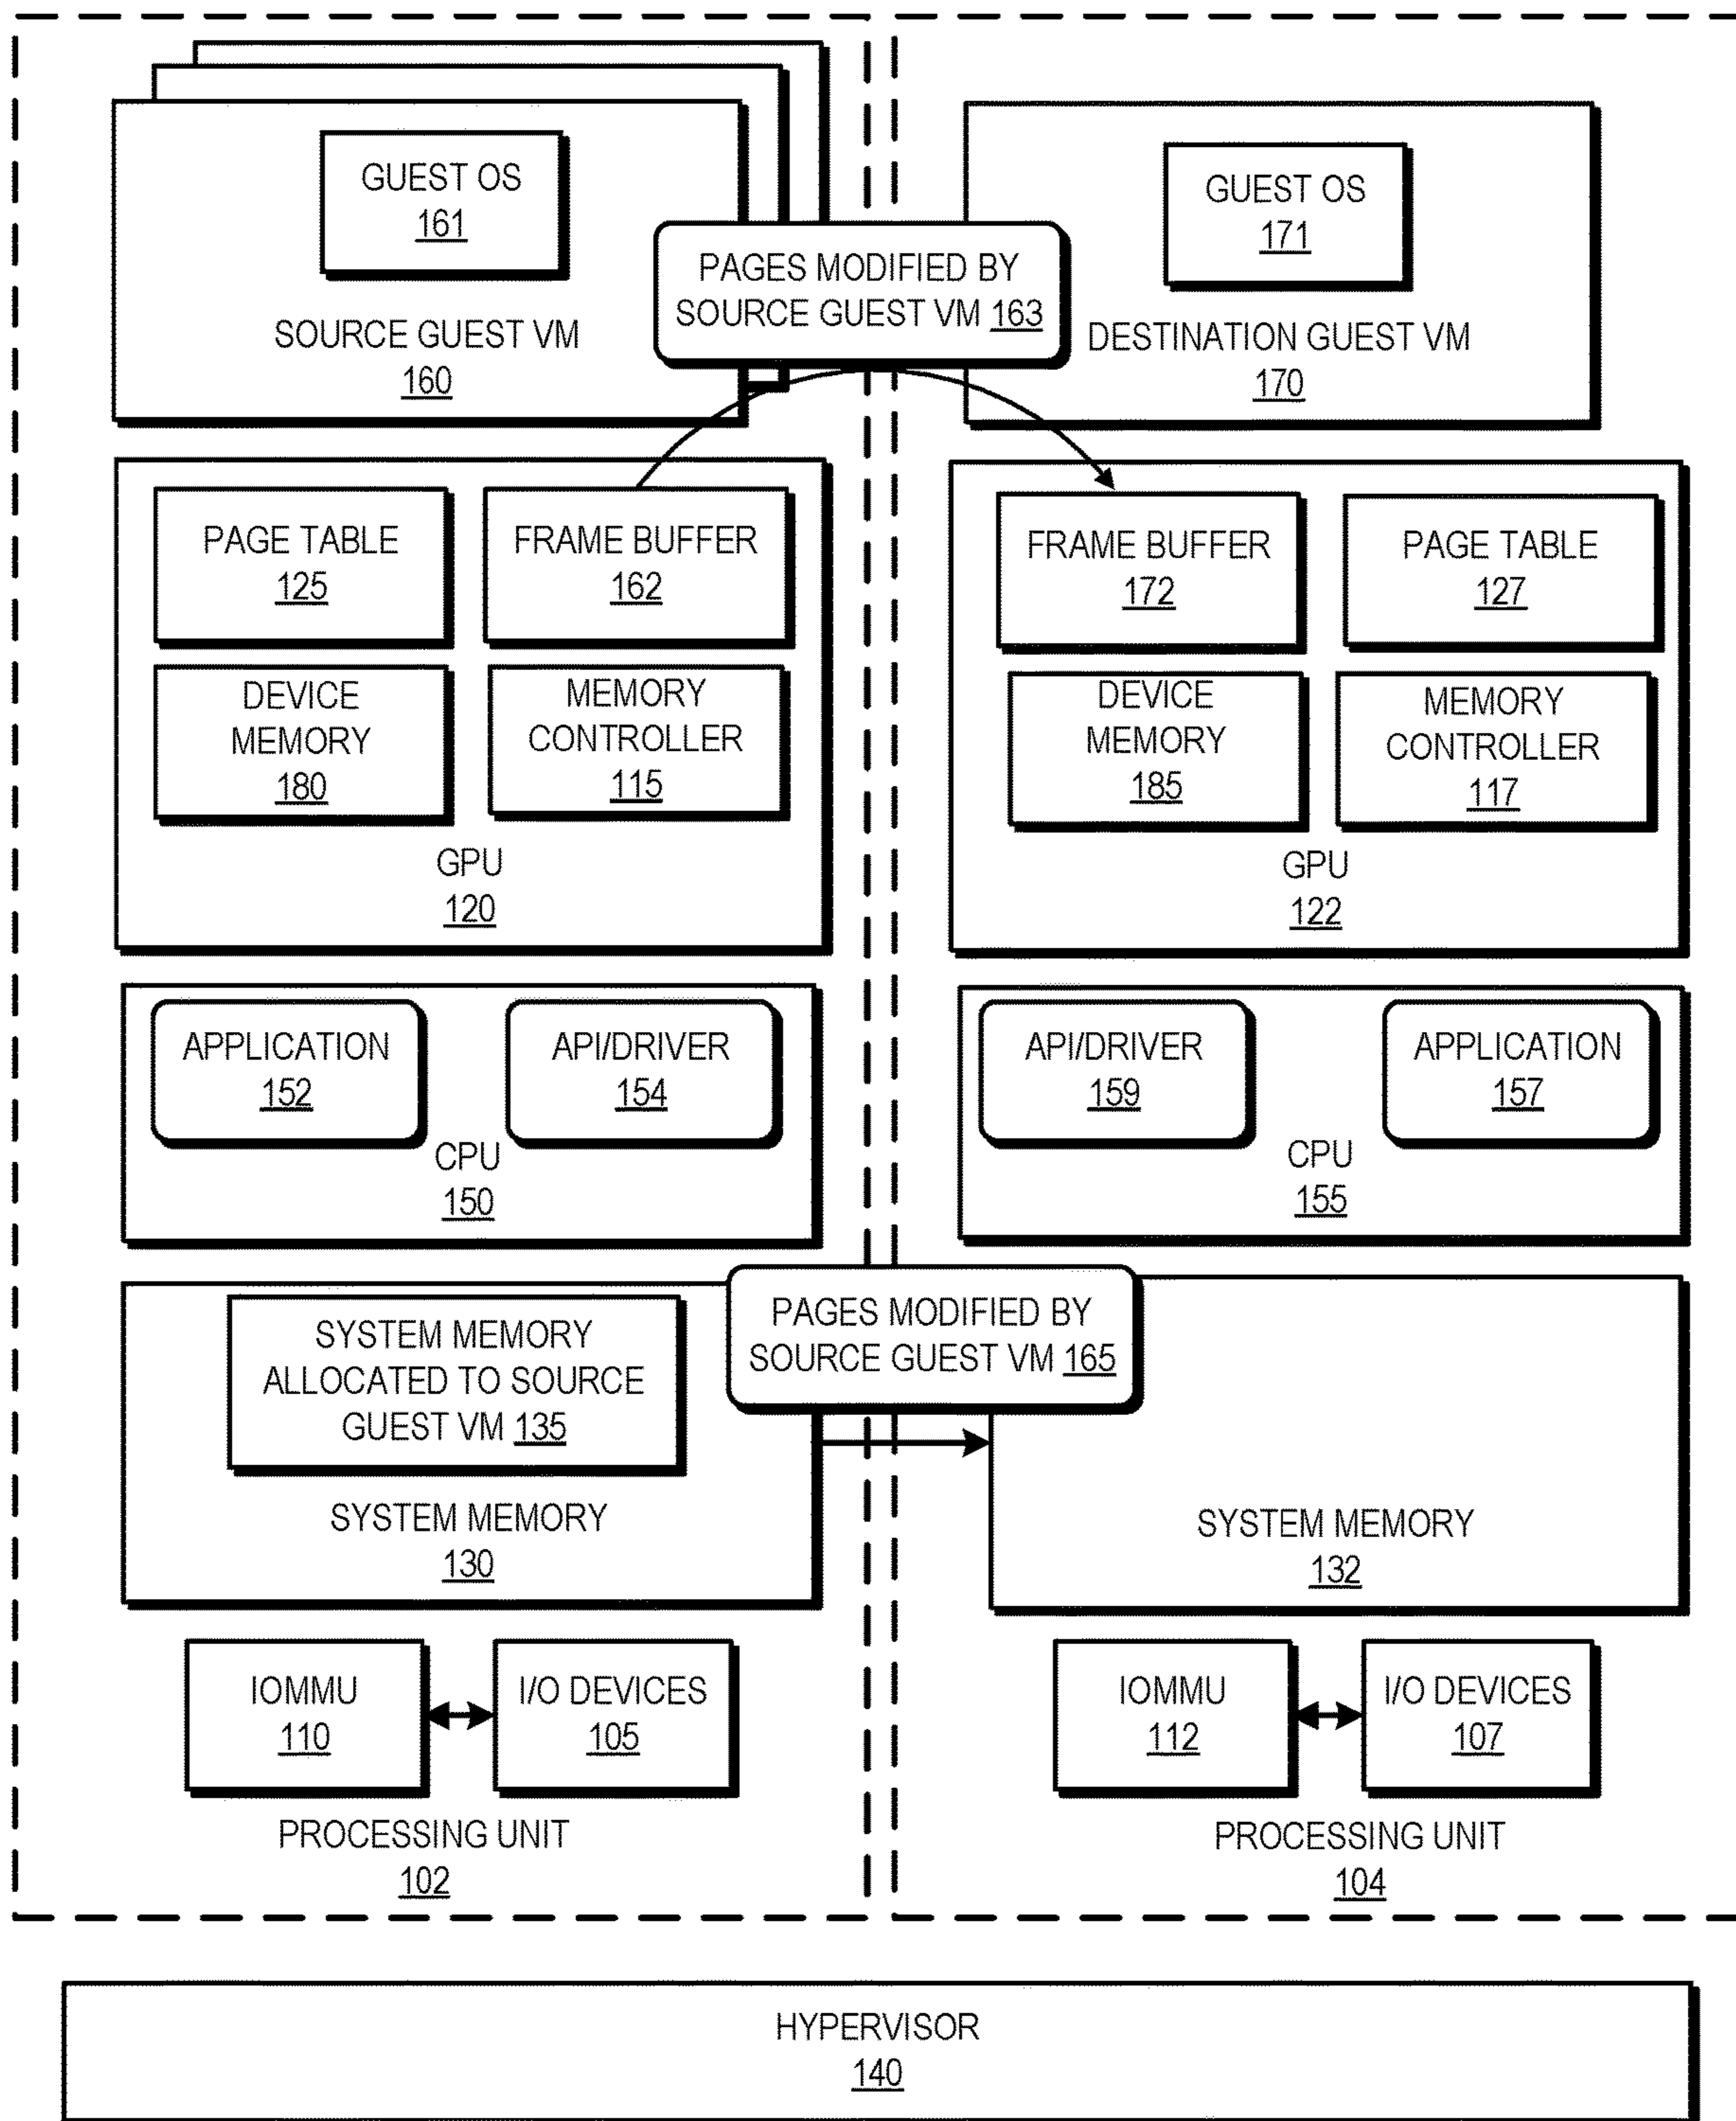 GUEST OS
161
SOURCE GUEST VM
160
PAGES MODIFIED BY
SOURCE GUEST VM 163
GUEST OS
171
DESTINATION GUEST VM
170
PAGE TABLE
125
FRAME BUFFER
162
DEVICE
MEMORY
180
MEMORY
CONTROLLER
115
GPU
120
FRAME BUFFER
172
PAGE TABLE
127
DEVICE
MEMORY
185
MEMORY
CONTROLLER
117
GPU
122
APPLICATION
152
API/DRIVER
154
CPU
150
API/DRIVER
159
APPLICATION
157
CPU
155
SYSTEM MEMORY
ALLOCATED TO SOURCE
GUEST VM 135
SYSTEM MEMORY
130
PAGES MODIFIED BY
SOURCE GUEST VM 165
SYSTEM MEMORY
132
IOMMU
110
I/O DEVICES
105
PROCESSING UNIT
102
IOMMU
112
I/O DEVICES
107
PROCESSING UNIT
104
HYPERVISOR
140